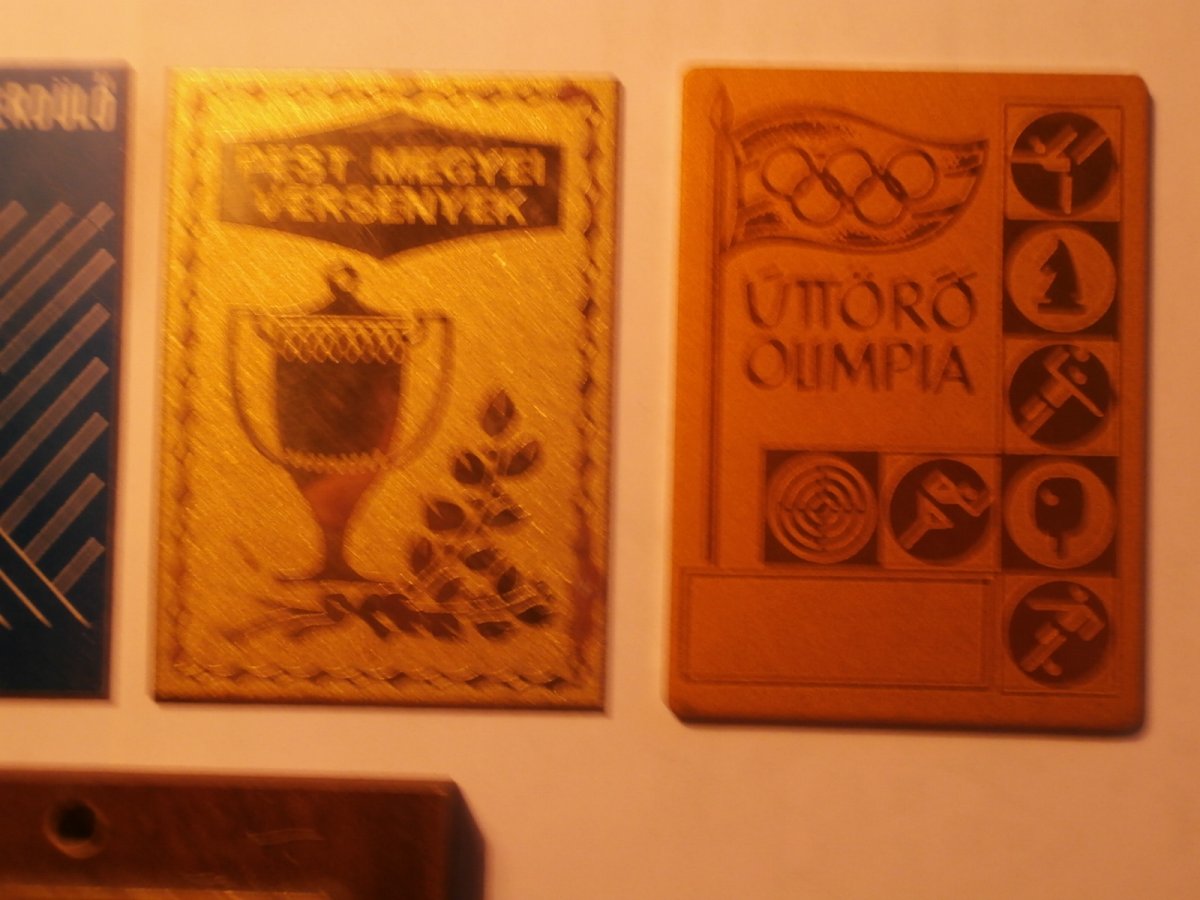 PEST MEGYEI
VERSENYEK
ÚTTÖRŐ
OLIMPIA